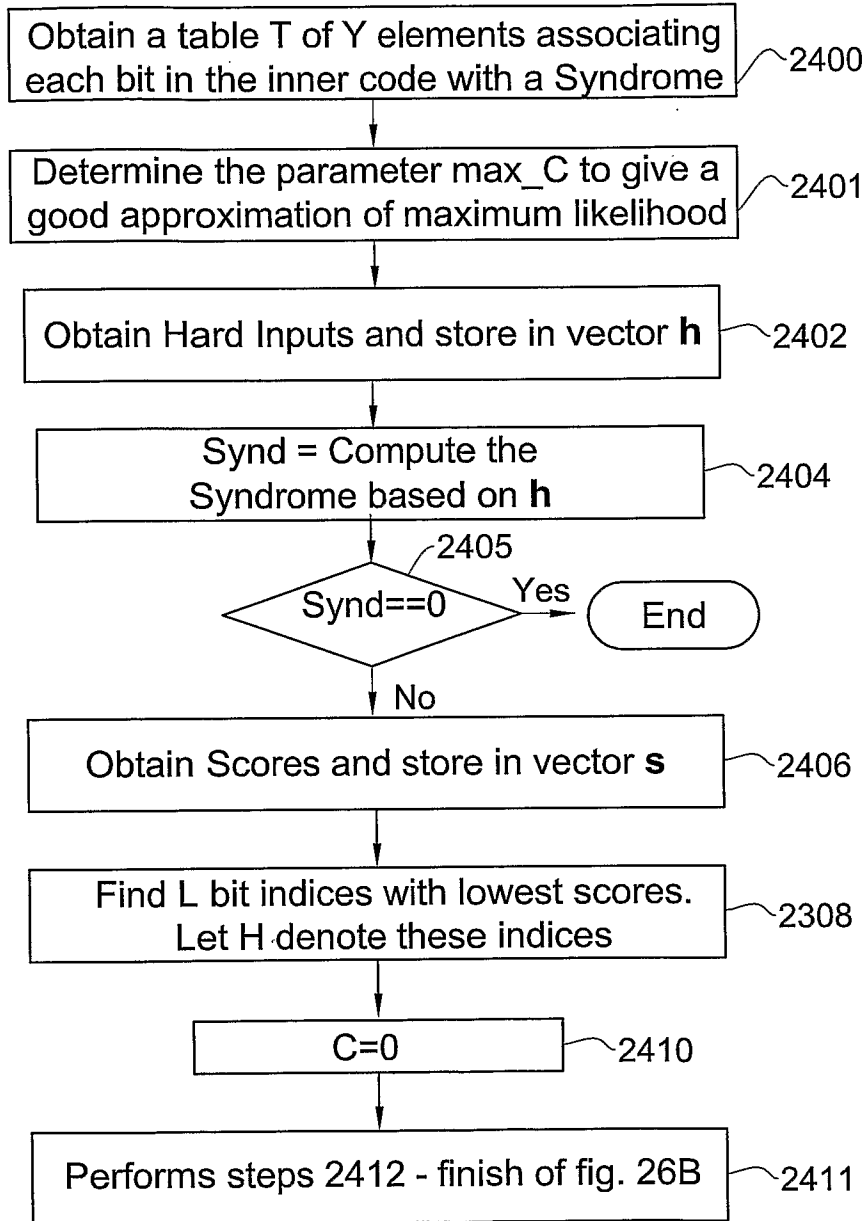 Obtain a table T of Y elements associating
each bit in the inner code with a Syndrome
2400
Determine the parameter max_C to give a
good approximation of maximum likelihood
2401
Obtain Hard Inputs and store in vector h
2402
Synd = Compute the
Syndrome based on h
2404
2405
Synd==0
Yes
End
No
Obtain Scores and store in vector s
2406
Find L bit indices with lowest scores.
Let H denote these indices
2308
C=0
2410
Performs steps 2412 - finish of fig. 26B
2411